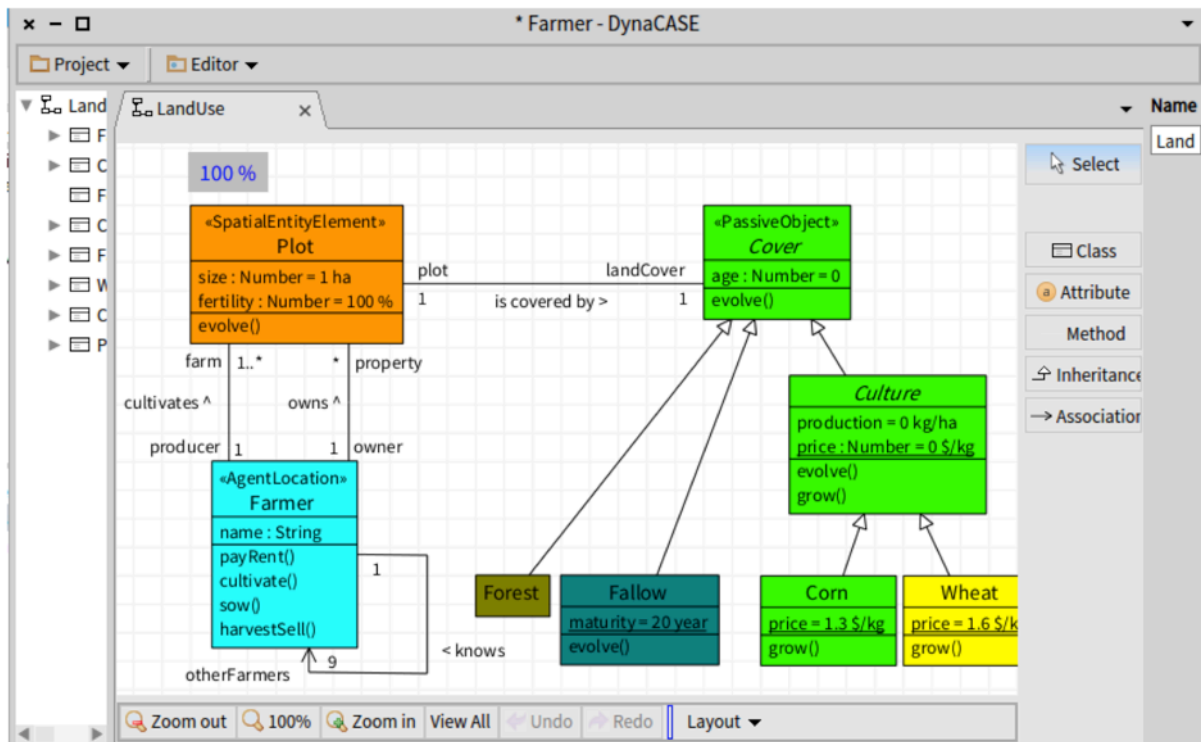 * Farmer - DynaCASE
Project
Editor
Land
F
C
F
C
F
W
C
P
LandUse
100 %
«SpatialEntityElement»
Plot
size : Number = 1 ha
fertility : Number = 100 %
evolve()
plot
1
is covered by >
landCover
1
«PassiveObject»
Cover
age : Number = 0
evolve()
farm
1..*
*
property
cultivates ^
owns ^
producer
1
1
owner
«AgentLocation»
Farmer
name : String
payRent()
cultivate()
sow()
harvestSell()
1
< knows
9
otherFarmers
Culture
production = 0 kg/ha
price : Number = 0 $/kg
evolve()
grow()
Forest
Fallow
maturity = 20 year
evolve()
Corn
price = 1.3 $/kg
grow()
Wheat
price = 1.6 $/k
grow()
Select
Class
a Attribute
Method
Inheritance
Association
Name
Land
Zoom out
100%
Zoom in
View All
Undo
Redo
Layout